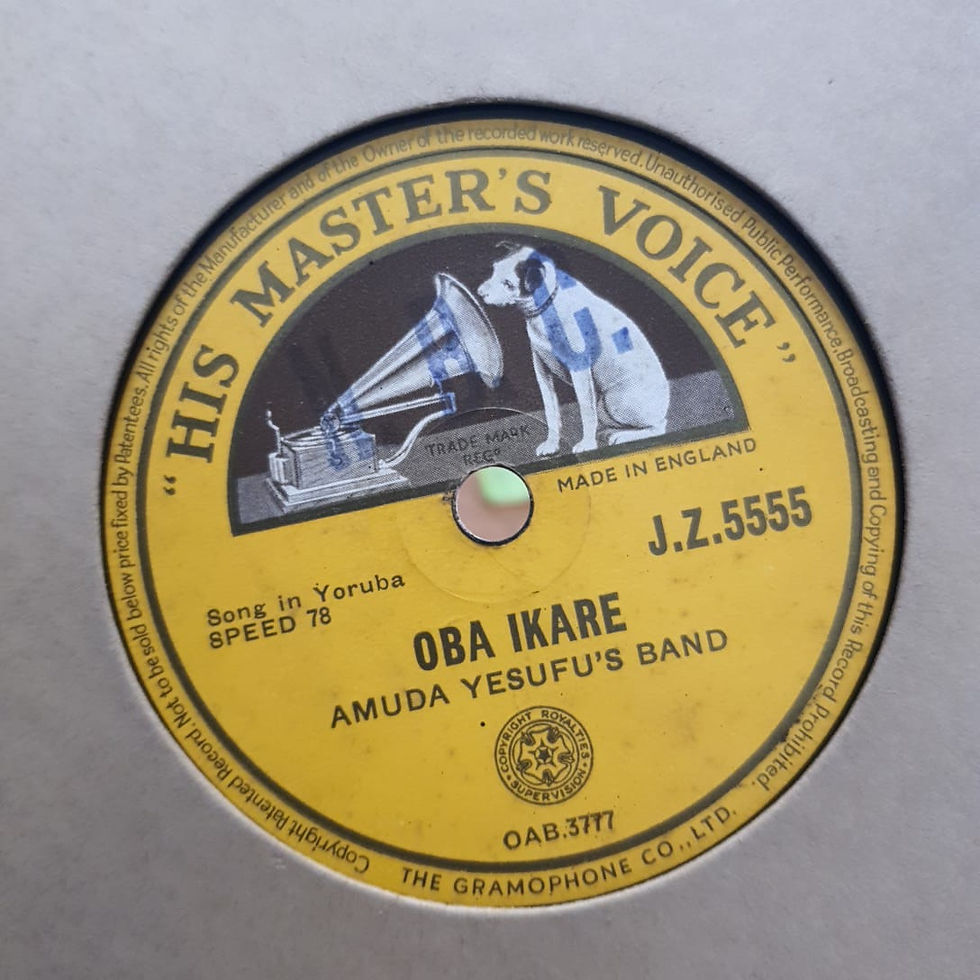 Copyright Patented Record. Not to be sold below price fixed by Patentees. All rights of the Manufacturer and of the Owner of the recorded work reserved. Unauthorised Public Performance, Broadcasting and Copying of this Record Prohibited.
“HIS MASTER'S VOICE”
TRADE MARK
REGD
MADE IN ENGLAND
J.Z.5555
Song in Yoruba
SPEED 78
OBA IKARE
AMUDA YESUFU'S BAND
COPYRIGHT ROYALTIES
SUPERVISION
OAB.3777
THE GRAMOPHONE CO., LTD.